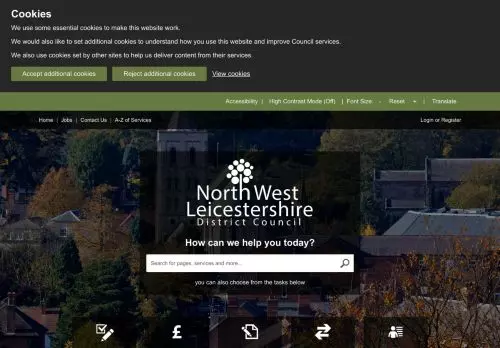 Cookies
We use some essential cookies to make this website work.
We would also like to set additional cookies to understand how you use this website and improve Council services.
We also use cookies set by other sites to help us deliver content from their services.
Accept additional cookies Reject additional cookies View cookies
Accessibility | High Contrast Mode (Off) | Font Size: - Reset + | Translate
Home | Jobs | Contact Us | A-Z of Services Login or Register
North West
Leicestershire
District Council
How can we help you today?
Search for pages, services and more...
you can also choose from the tasks below
£